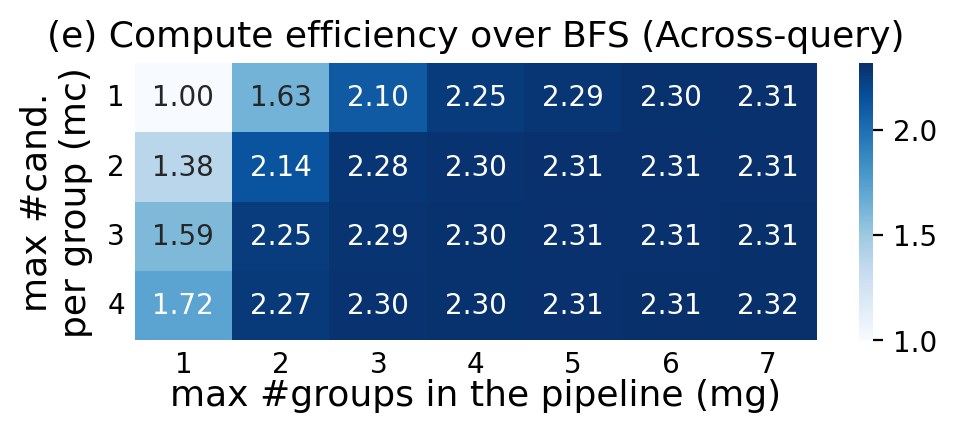 (e) Compute efficiency over BFS (Across-query)
max #cand.
per group (mc)
1 1.00 1.63 2.10 2.25 2.29 2.30 2.31
2 1.38 2.14 2.28 2.30 2.31 2.31 2.31
3 1.59 2.25 2.29 2.30 2.31 2.31 2.31
4 1.72 2.27 2.30 2.30 2.31 2.31 2.32
1 2 3 4 5 6 7
max #groups in the pipeline (mg)
2.0
1.5
1.0